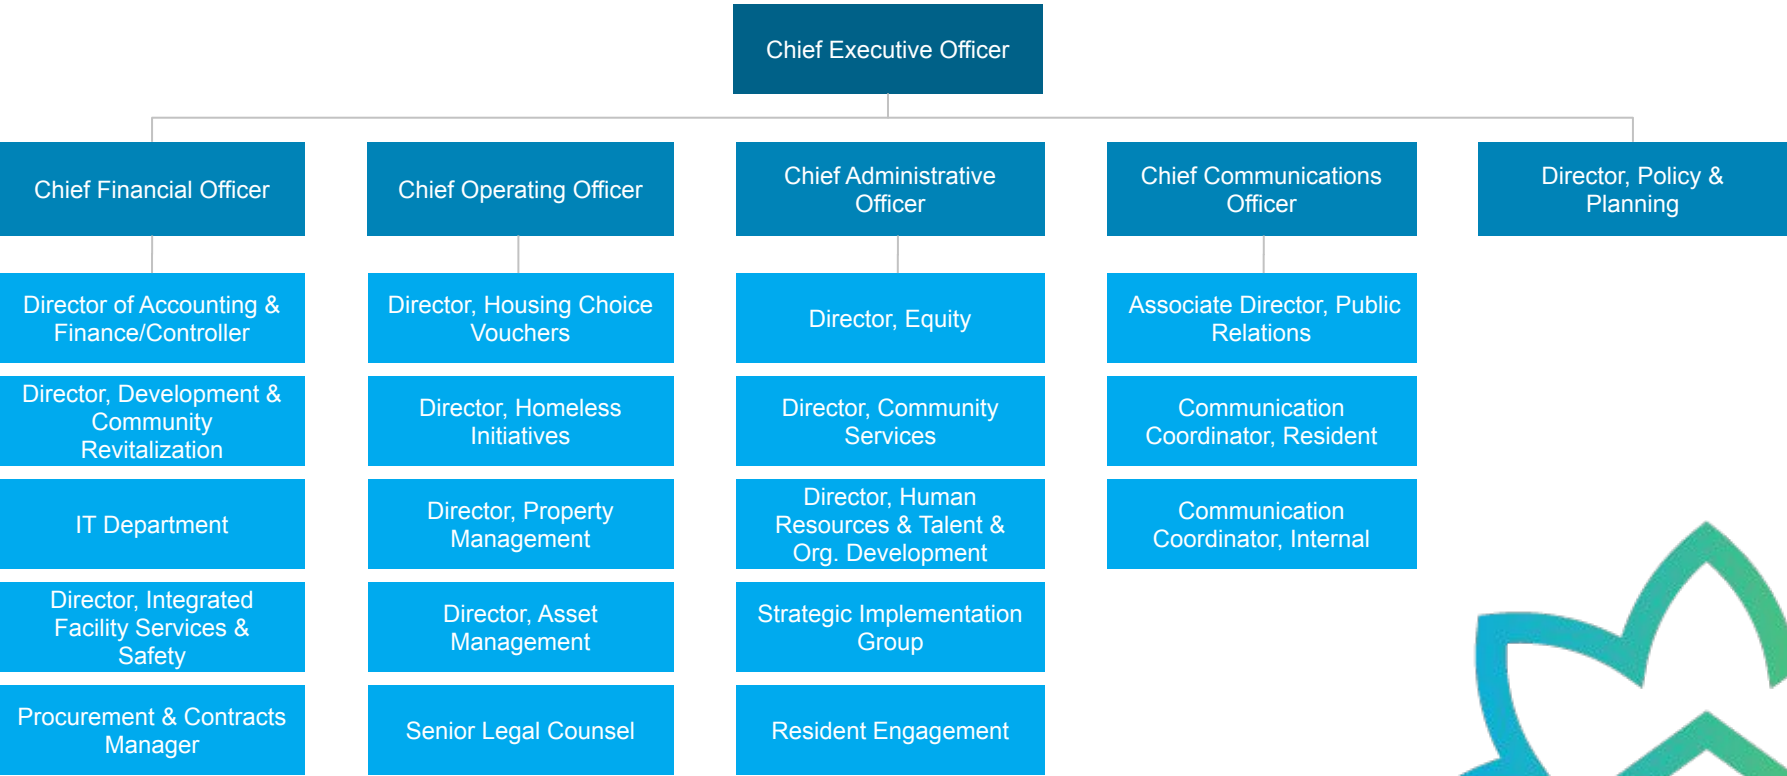 Chief Executive Officer
Chief Financial Officer
Chief Operating Officer
Chief Administrative
Officer
Chief Communications
Officer
Director, Policy &
Planning
Director of Accounting &
Finance/Controller
Director, Development &
Community
Revitalization
IT Department
Director, Integrated
Facility Services &
Safety
Procurement & Contracts
Manager
Director, Housing Choice
Vouchers
Director, Homeless
Initiatives
Director, Property
Management
Director, Asset
Management
Senior Legal Counsel
Director, Equity
Director, Community
Services
Director, Human
Resources & Talent &
Org. Development
Strategic Implementation
Group
Resident Engagement
Associate Director, Public
Relations
Communication
Coordinator, Resident
Communication
Coordinator, Internal